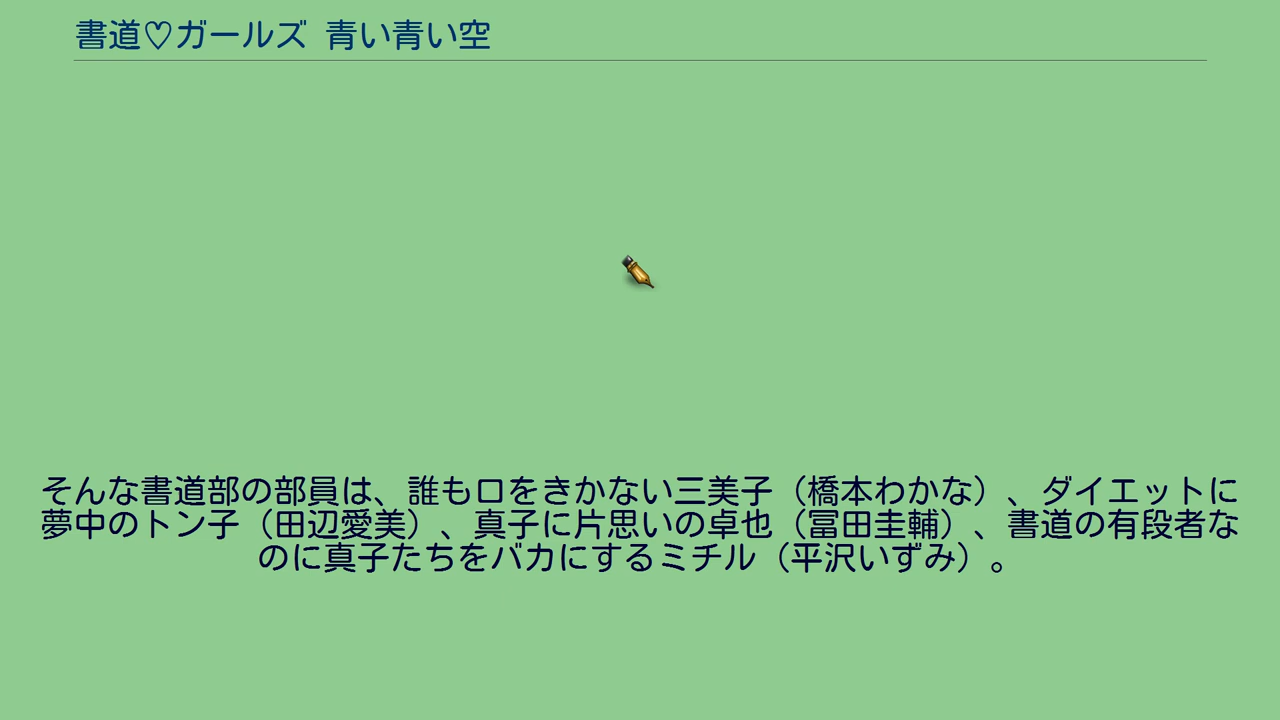 書道♡ガールズ 青い青い空
そんな書道部の部員は、誰も口をきかない三美子（橋本わかな）、ダイエットに
夢中のトン子（田辺愛美）、真子に片思いの卓也（冨田圭輔）、書道の有段者な
のに真子たちをバカにするミチル（平沢いずみ）。